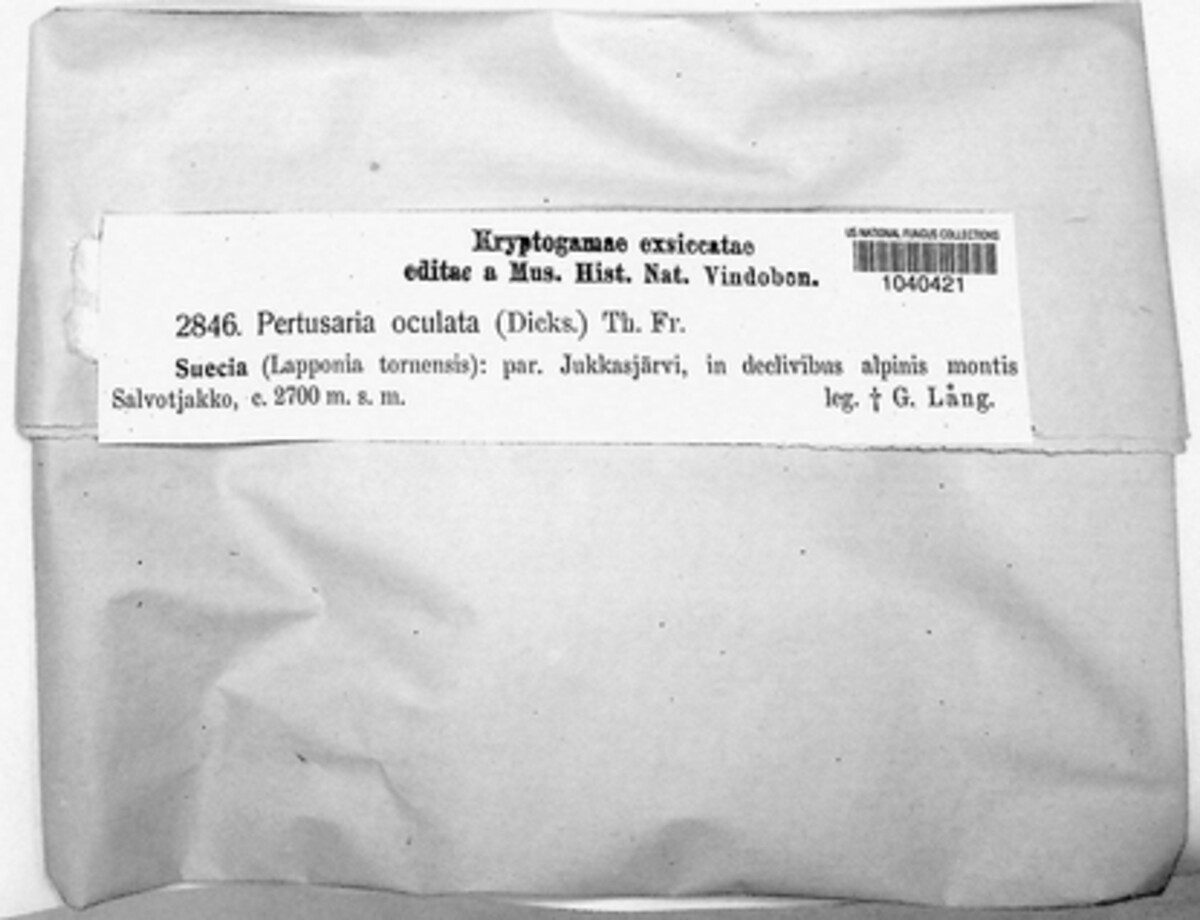 Kryptogamae exsiccatae
editae a Mus. Hist. Nat. Vindobon.
US NATIONAL FUNGUS COLLECTIONS
1040421
2846. Pertusaria oculata (Dicks.) Th. Fr.
Suecia (Lapponia tornensis): par. Jukkasjärvi, in declivibus alpinis montis
Salvotjakko, c. 2700 m. s. m. leg. † G. Lång.